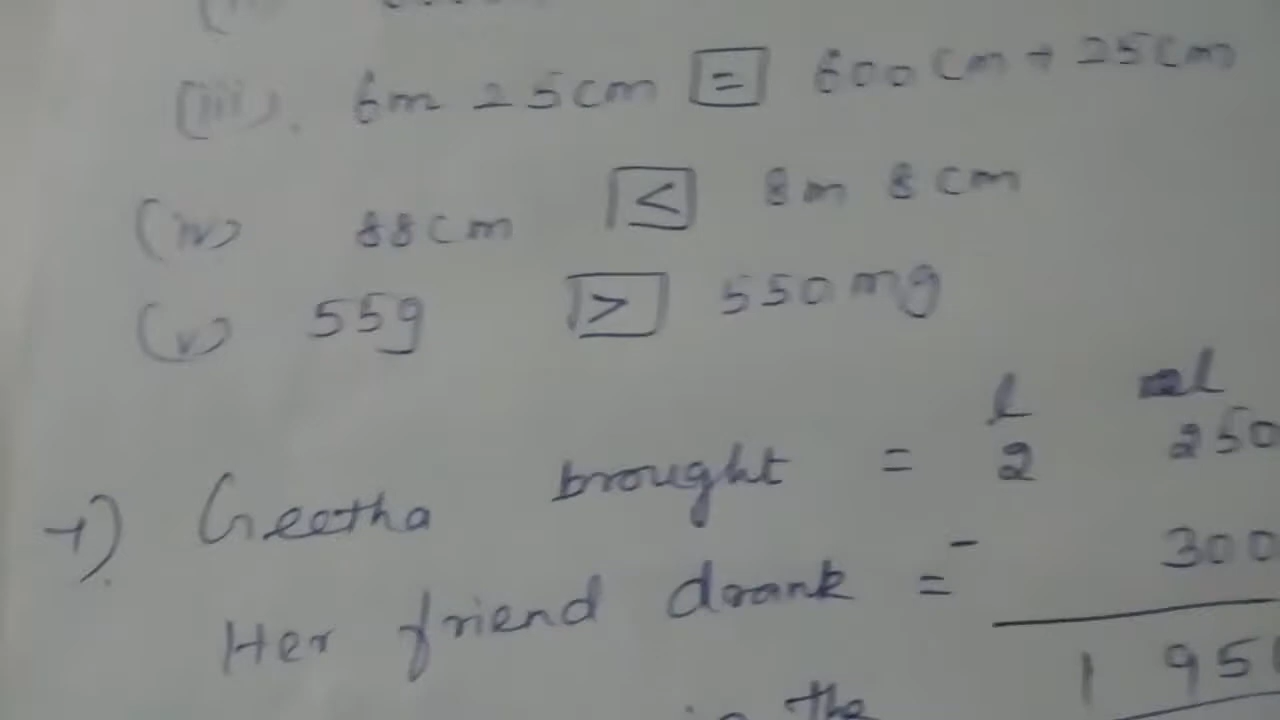 (iii). 6m 25cm = 600cm + 25cm
(iv) 88cm < 8m 8cm
(v) 55g > 550mg
l ml
7) Geetha brought = 2 250
Her friend drank = - 300
1 95
the